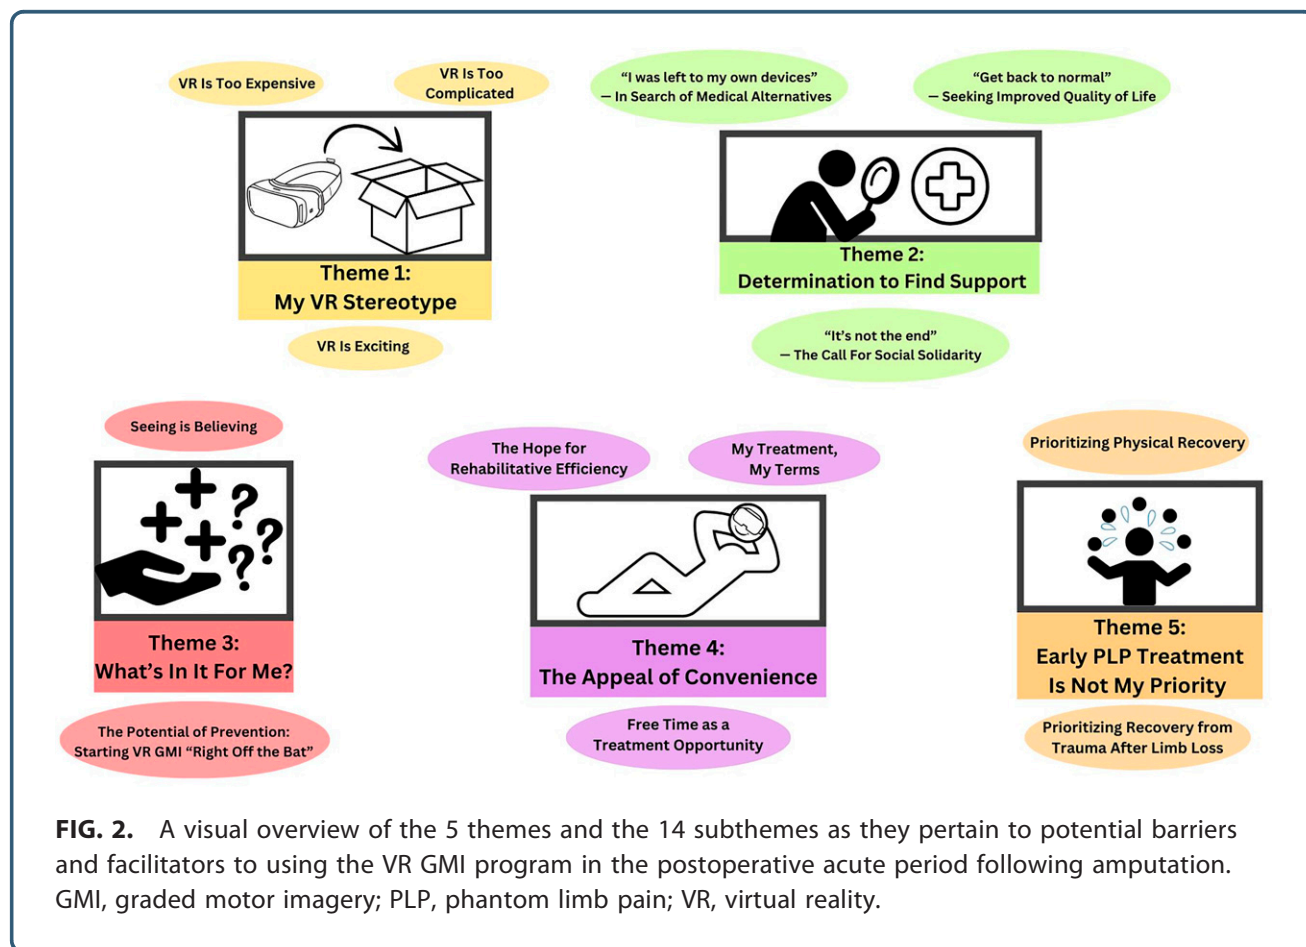 VR Is Too Expensive
VR Is Too
Complicated
Theme 1:
My VR Stereotype
VR Is Exciting
“I was left to my own devices”
— In Search of Medical Alternatives
“Get back to normal”
— Seeking Improved Quality of Life
Theme 2:
Determination to Find Support
“It’s not the end”
— The Call For Social Solidarity
Seeing is Believing
Theme 3:
What’s In It For Me?
The Potential of Prevention:
Starting VR GMI “Right Off the Bat”
The Hope for
Rehabilitative Efficiency
My Treatment,
My Terms
Theme 4:
The Appeal of Convenience
Free Time as a
Treatment Opportunity
Prioritizing Physical Recovery
Theme 5:
Early PLP Treatment
Is Not My Priority
Prioritizing Recovery from
Trauma After Limb Loss
FIG. 2. A visual overview of the 5 themes and the 14 subthemes as they pertain to potential barriers
and facilitators to using the VR GMI program in the postoperative acute period following amputation.
GMI, graded motor imagery; PLP, phantom limb pain; VR, virtual reality.